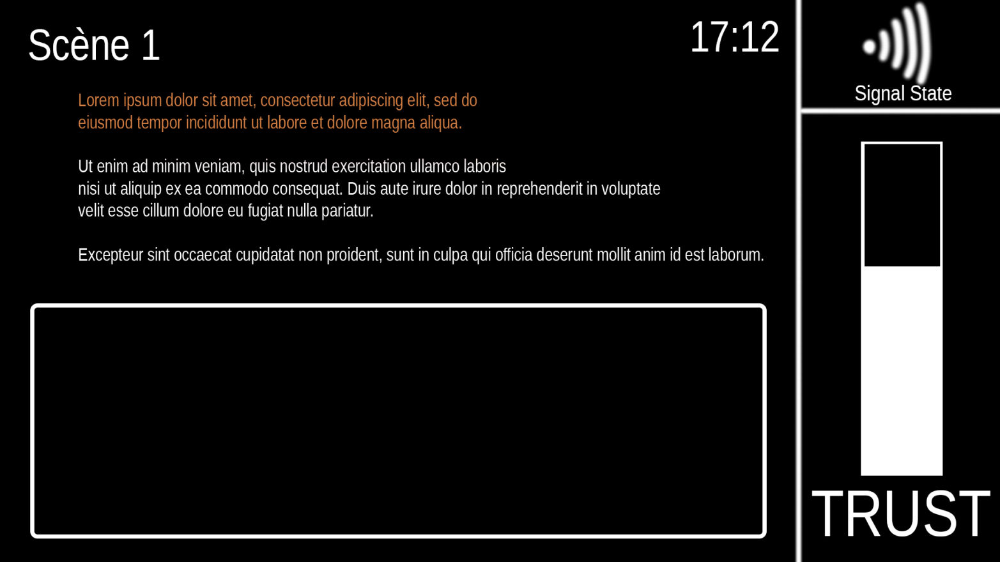 Scène 1
17:12
Signal State
Lorem ipsum dolor sit amet, consectetur adipiscing elit, sed do
eiusmod tempor incididunt ut labore et dolore magna aliqua.
Ut enim ad minim veniam, quis nostrud exercitation ullamco laboris
nisi ut aliquip ex ea commodo consequat. Duis aute irure dolor in reprehenderit in voluptate
velit esse cillum dolore eu fugiat nulla pariatur.
Excepteur sint occaecat cupidatat non proident, sunt in culpa qui officia deserunt mollit anim id est laborum.
TRUST